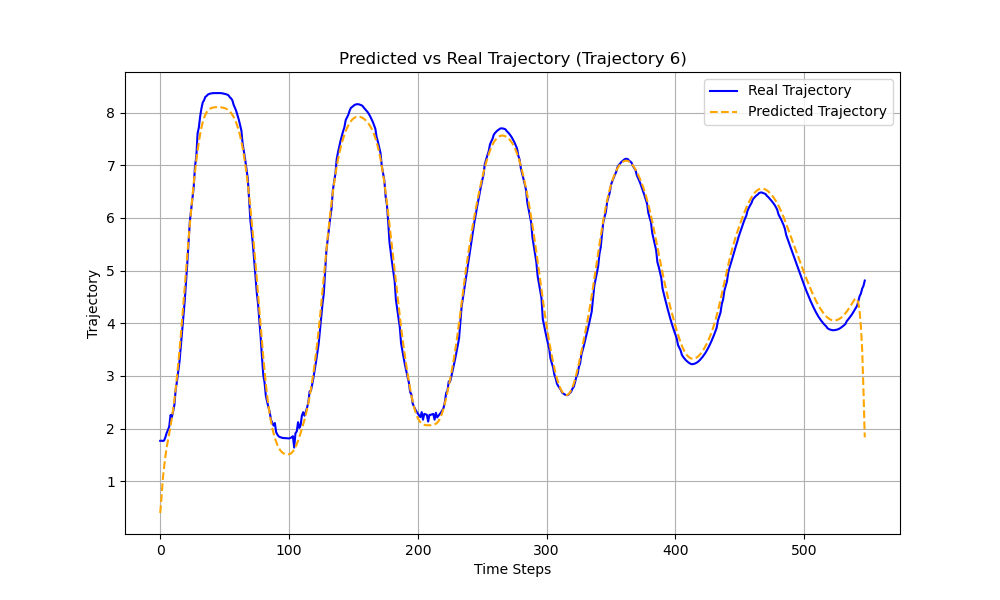 Predicted vs Real Trajectory (Trajectory 6)
Real Trajectory
Predicted Trajectory
8
7
6
5
4
3
2
1
Trajectory
0 100 200 300 400 500
Time Steps